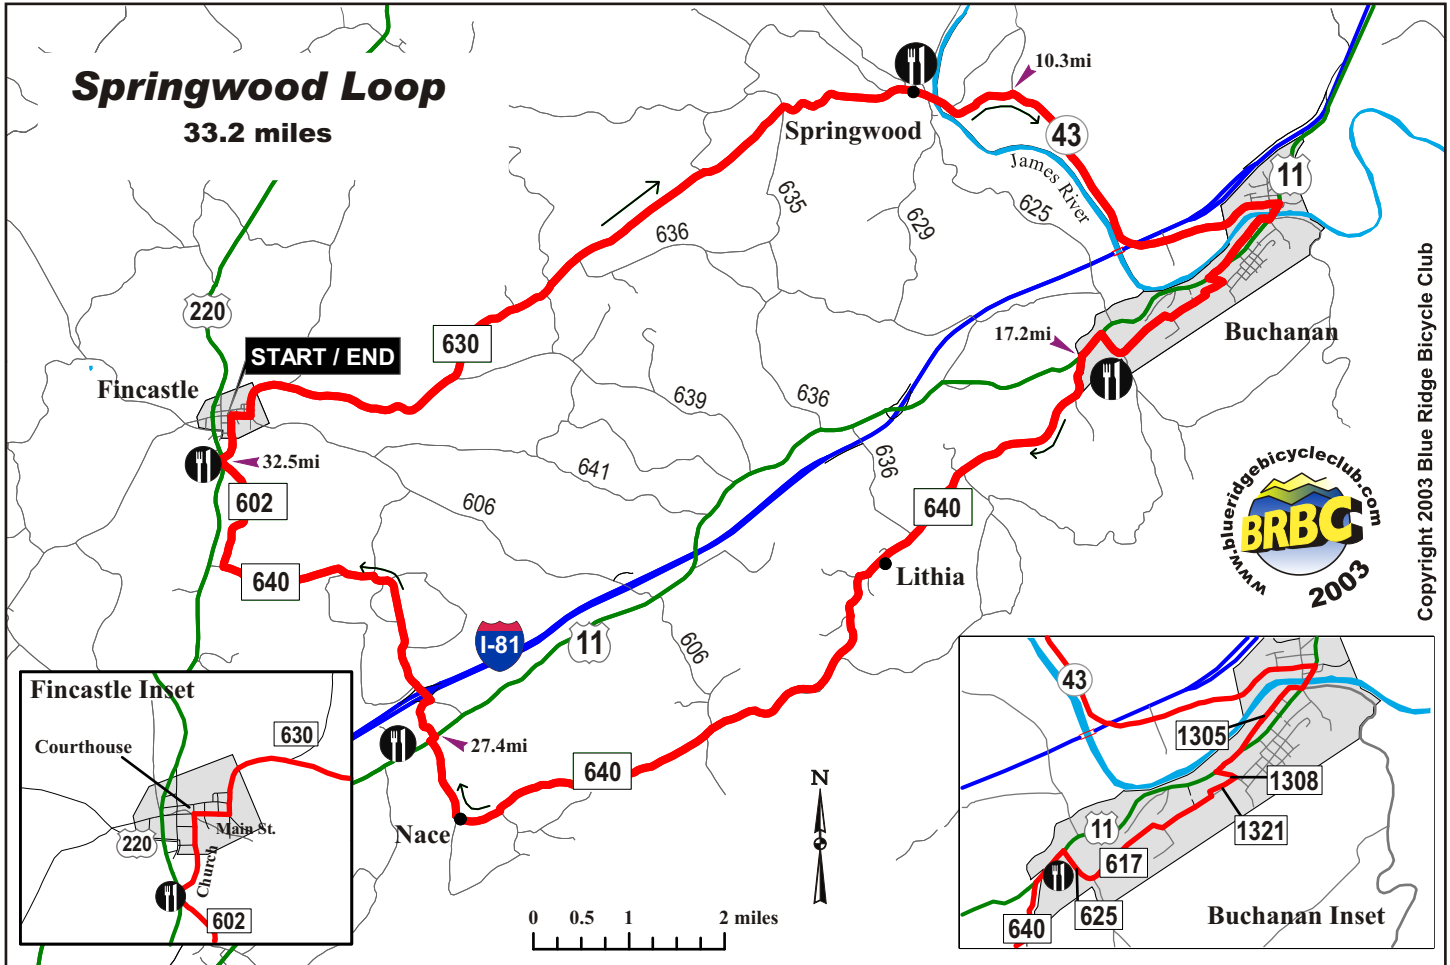 Springwood Loop
33.2 miles
10.3mi
Springwood
43
James River
11
635
625
629
636
220
630
START / END
17.2mi
Buchanan
Fincastle
639
636
32.5mi
641
636
602
606
640
www.blueridgebicycleclub.com
BRBC
2003
Copyright 2003 Blue Ridge Bicycle Club
640
Lithia
I-81
11
606
27.4mi
640
Nace
N
0 0.5 1 2 miles
Fincastle Inset
630
Courthouse
Main St.
220
Church
602
43
1305
1308
1321
11
617
625
640
Buchanan Inset